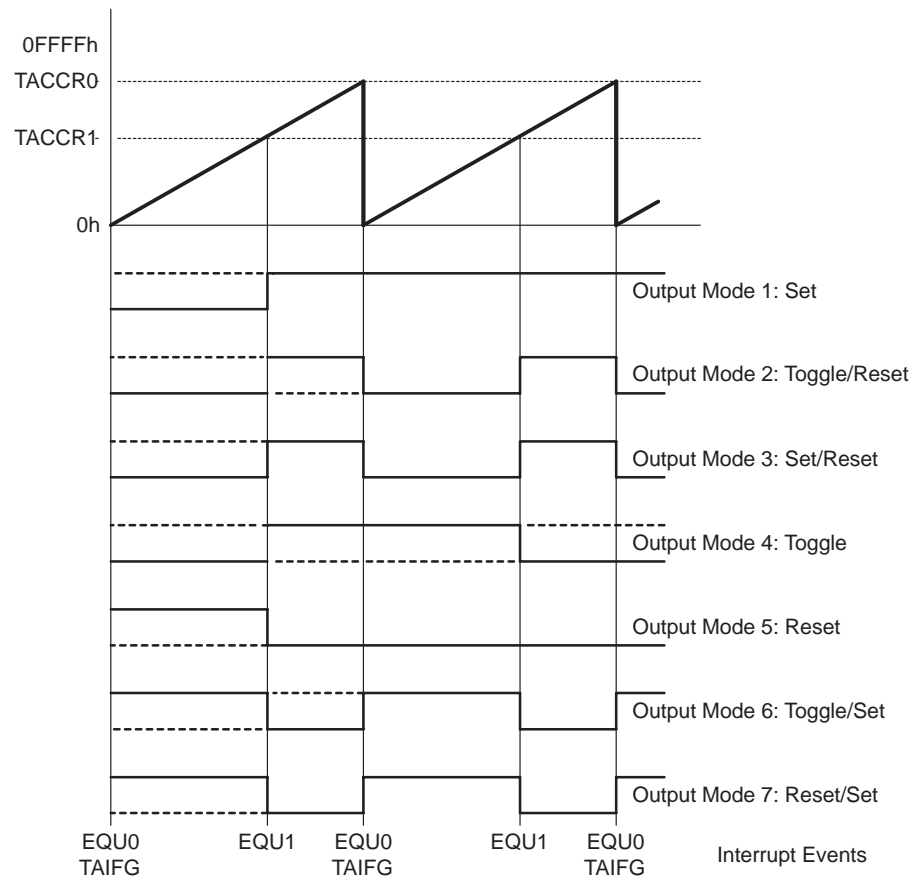 0FFFFh
TACCR0
TACCR1
0h
Output Mode 1: Set
Output Mode 2: Toggle/Reset
Output Mode 3: Set/Reset
Output Mode 4: Toggle
Output Mode 5: Reset
Output Mode 6: Toggle/Set
Output Mode 7: Reset/Set
EQU0 EQU1 EQU0 EQU1 EQU0
TAIFG TAIFG TAIFG
Interrupt Events